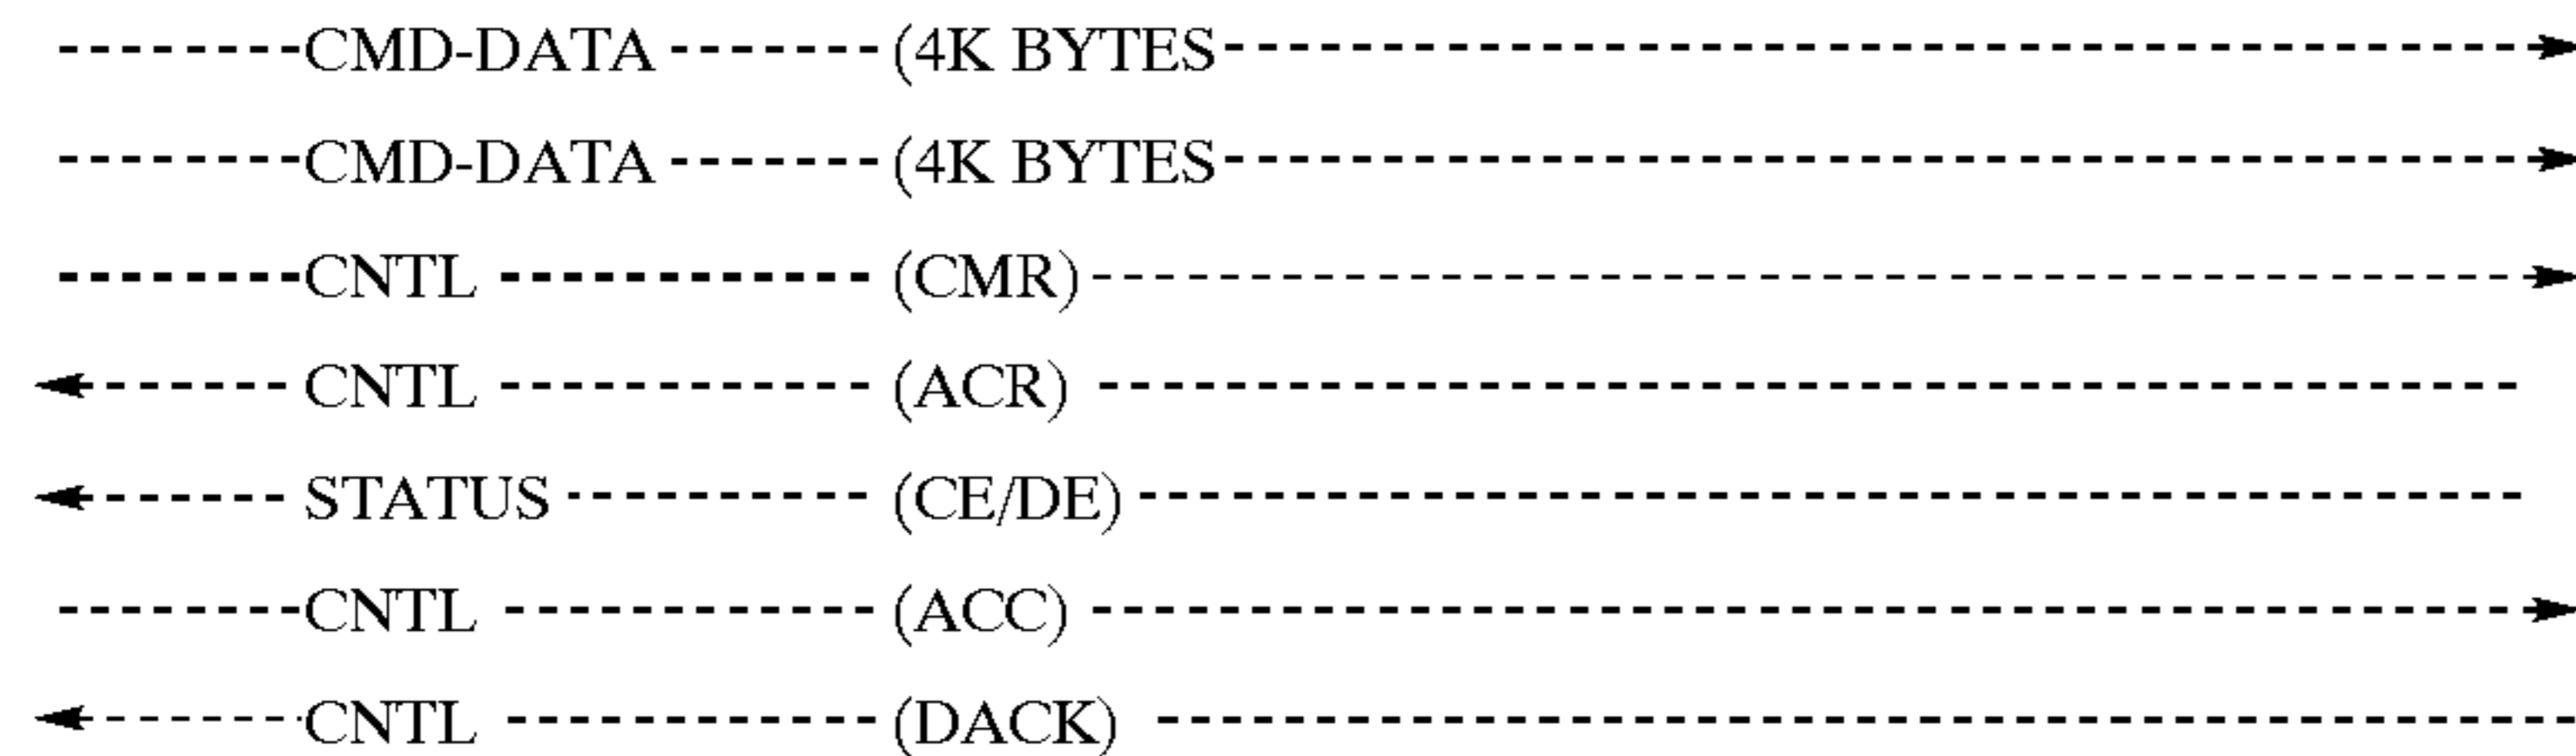 CMD-DATA (4K BYTES
CMD-DATA (4K BYTES
CNTL (CMR)
CNTL (ACR)
STATUS (CE/DE)
CNTL (ACC)
CNTL (DACK)